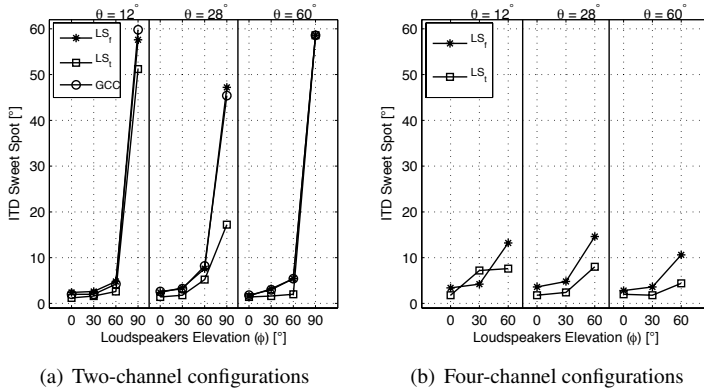 θ = 12° θ = 28° θ = 60°
60
50
40
30
20
10
0
ITD Sweet Spot [°]
LS_f
LS_t
GCC
0 30 60 90 0 30 60 90 0 30 60 90
Loudspeakers Elevation (ϕ) [°]
(a) Two-channel configurations
θ = 12° θ = 28° θ = 60°
60
50
40
30
20
10
0
ITD Sweet Spot [°]
LS_f
LS_t
0 30 60 0 30 60 0 30 60
Loudspeakers Elevation (ϕ) [°]
(b) Four-channel configurations